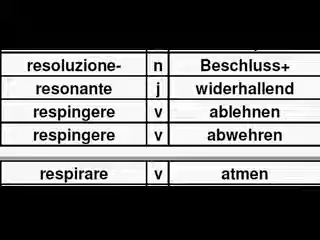 resoluzione- n Beschluss+
resonante j widerhallend
respingere v ablehnen
respingere v abwehren
respirare v atmen